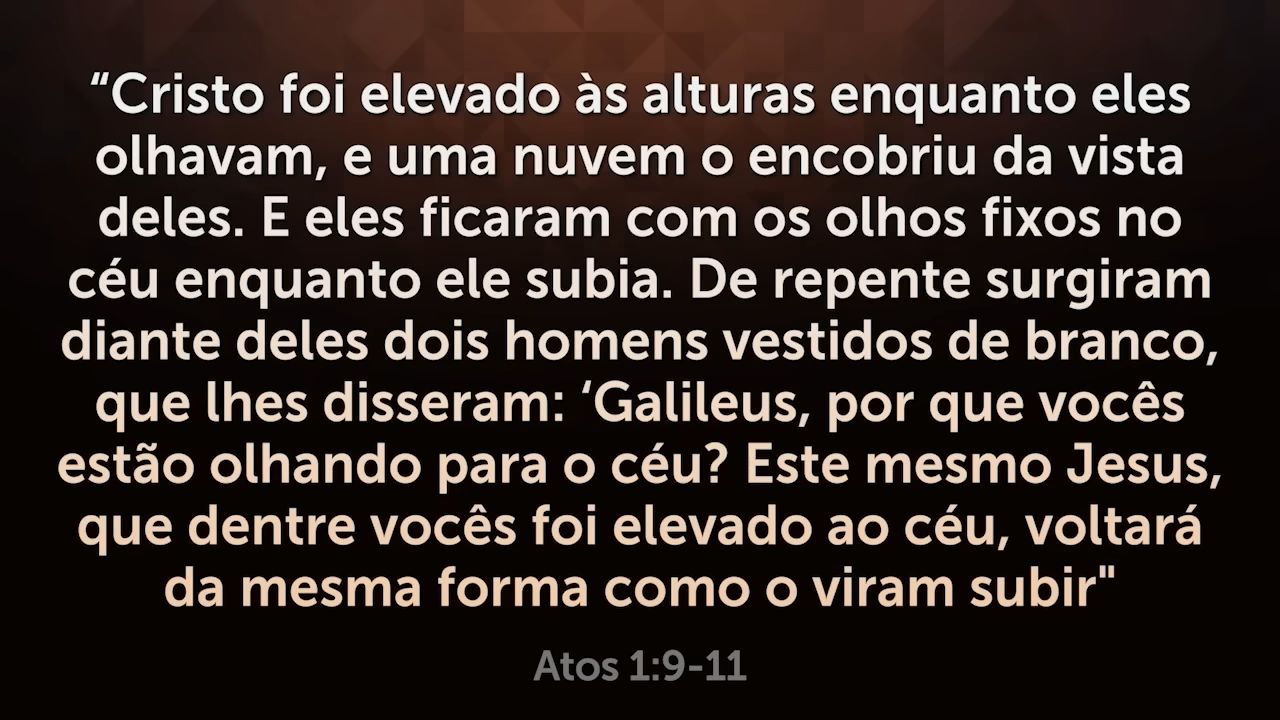 “Cristo foi elevado às alturas enquanto eles
olhavam, e uma nuvem o encobriu da vista
deles. E eles ficaram com os olhos fixos no
céu enquanto ele subia. De repente surgiram
diante deles dois homens vestidos de branco,
que lhes disseram: ‘Galileus, por que vocês
estão olhando para o céu? Este mesmo Jesus,
que dentre vocês foi elevado ao céu, voltará
da mesma forma como o viram subir"
Atos 1:9-11